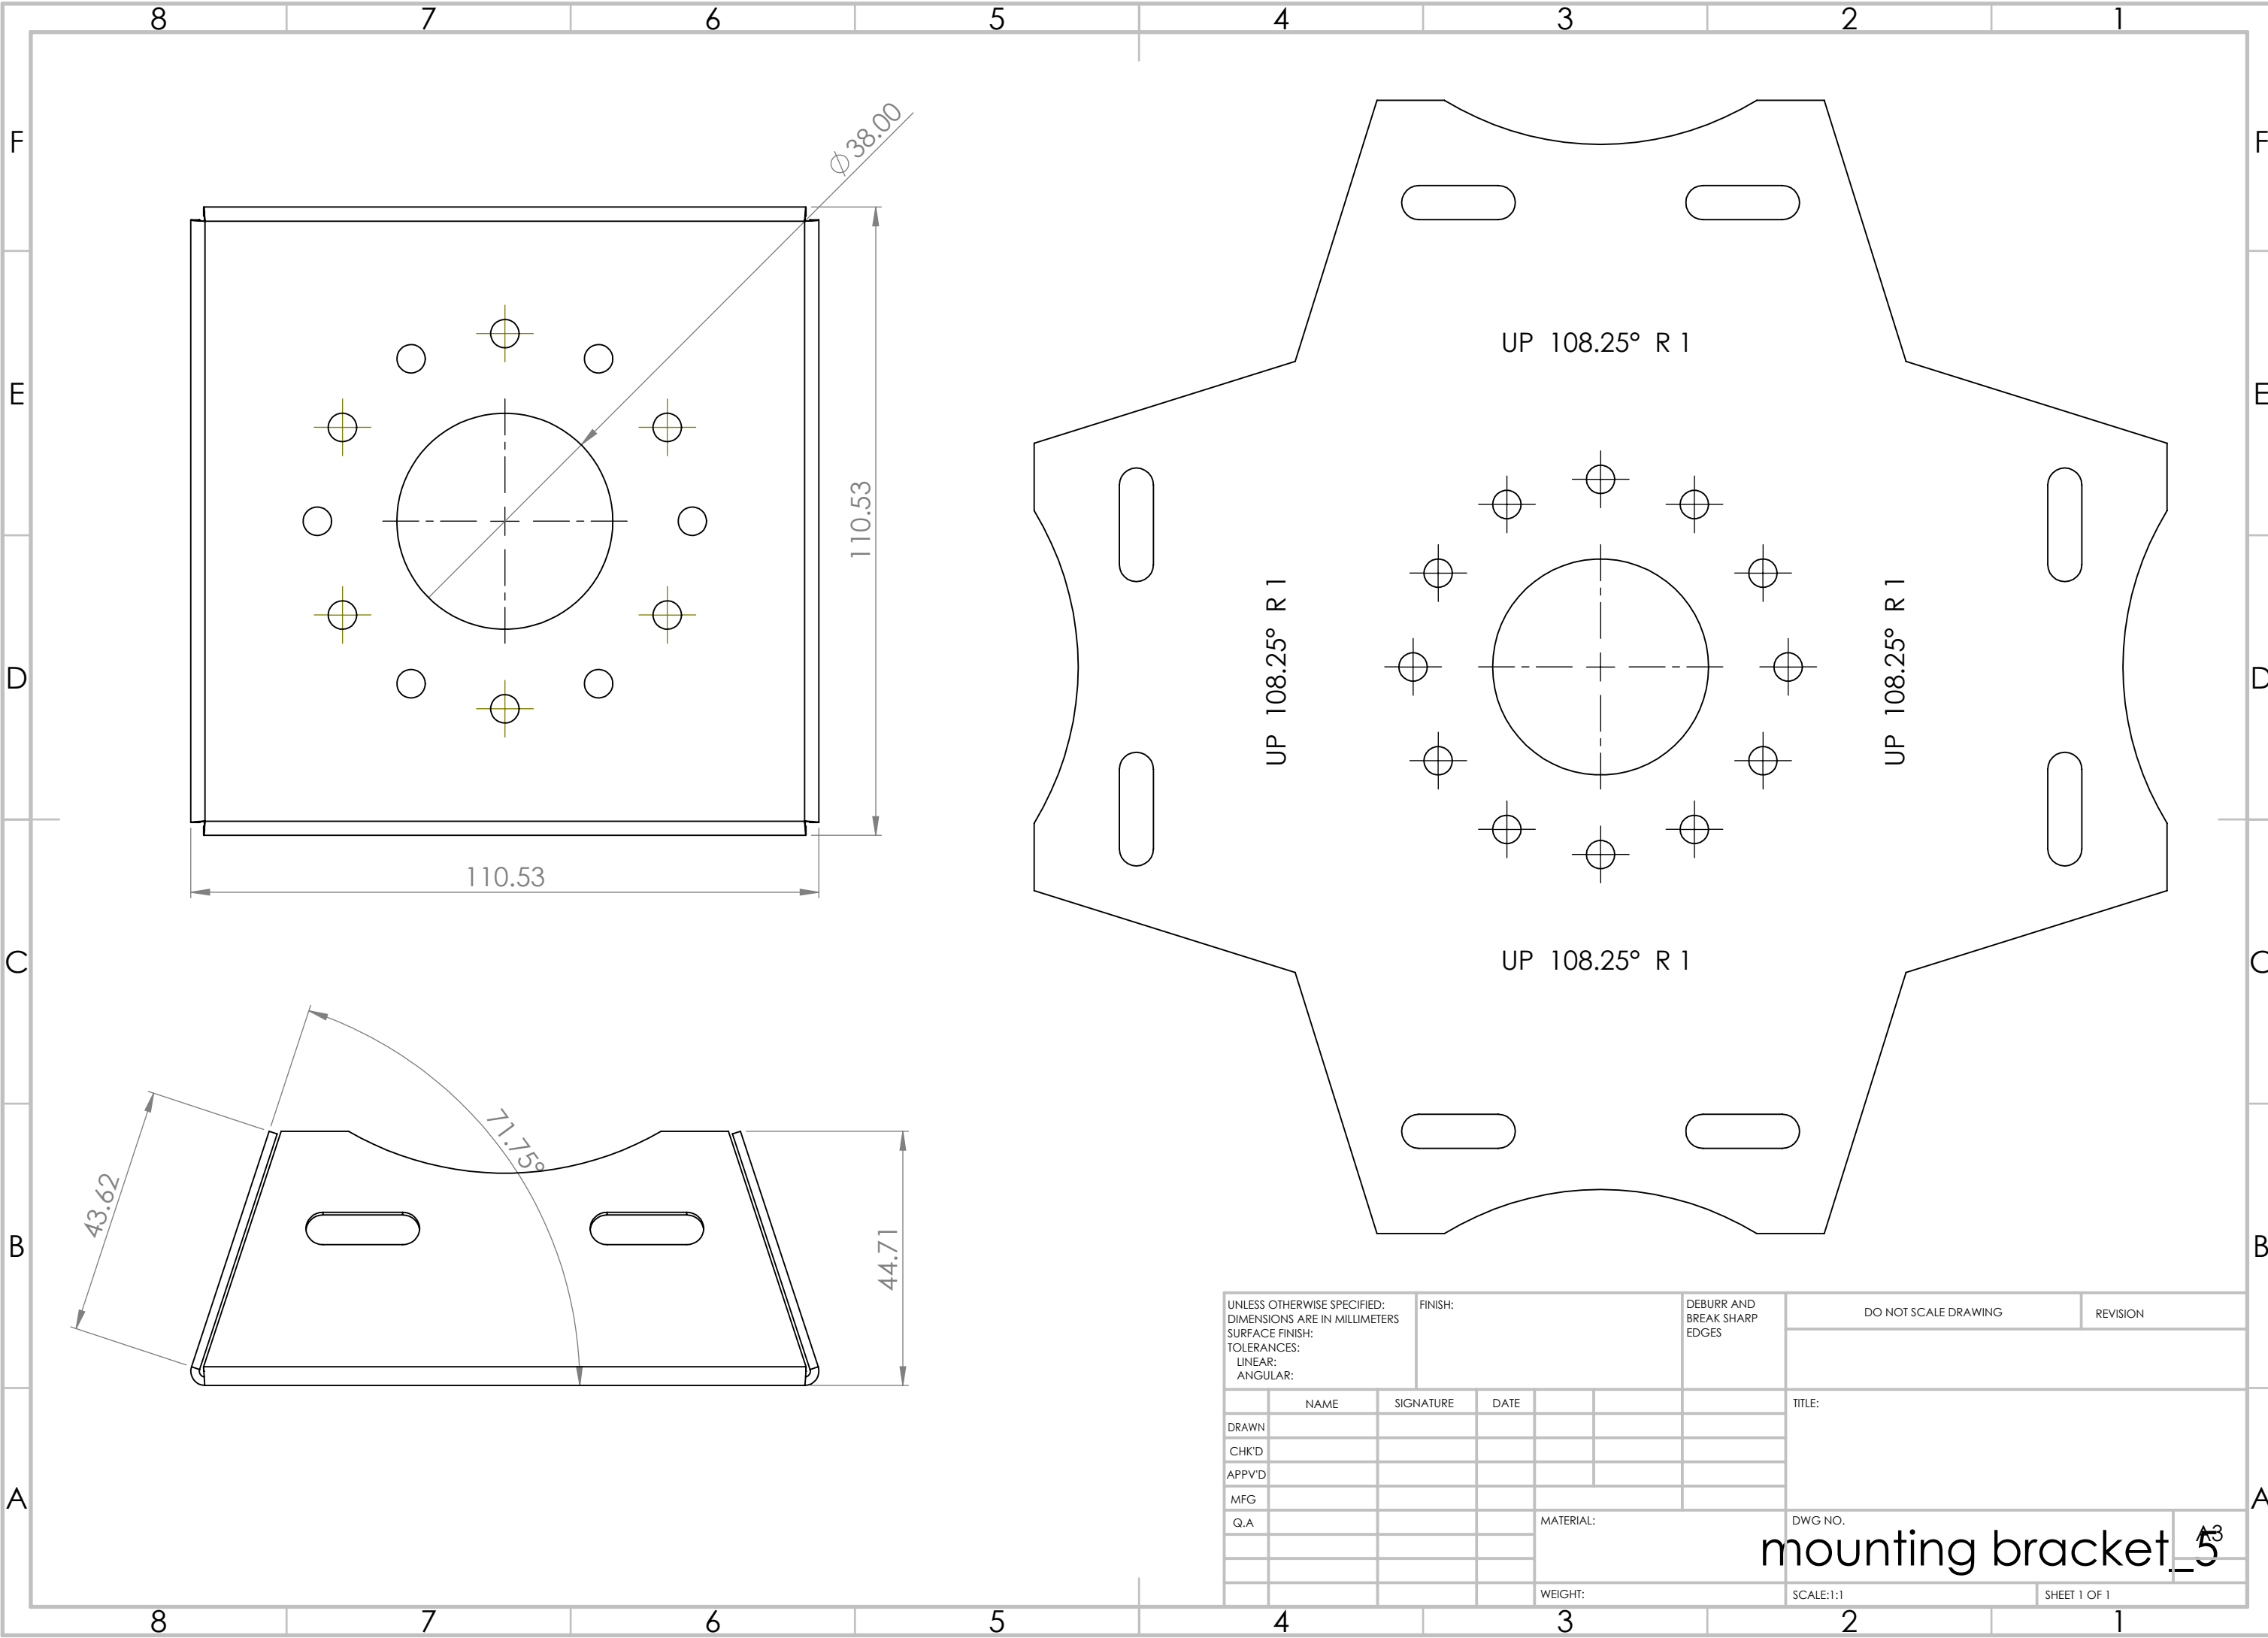 8 7 6 5 4 3 2 1
F
F
⌀ 38.00
UP 108.25° R 1
E
E
110.53
UP 108.25° R 1
UP 108.25° R 1
D
D
110.53
UP 108.25° R 1
C
C
71.75°
43.62
44.71
B
B
UNLESS OTHERWISE SPECIFIED:
DIMENSIONS ARE IN MILLIMETERS
SURFACE FINISH:
TOLERANCES:
LINEAR:
ANGULAR:
FINISH:
DEBURR AND
BREAK SHARP
EDGES
DO NOT SCALE DRAWING
REVISION
NAME SIGNATURE DATE
TITLE:
DRAWN
CHK'D
APPV'D
MFG
Q.A
A
A
MATERIAL:
DWG NO.
mounting bracket_5
A3
WEIGHT:
SCALE:1:1
SHEET 1 OF 1
8 7 6 5 4 3 2 1